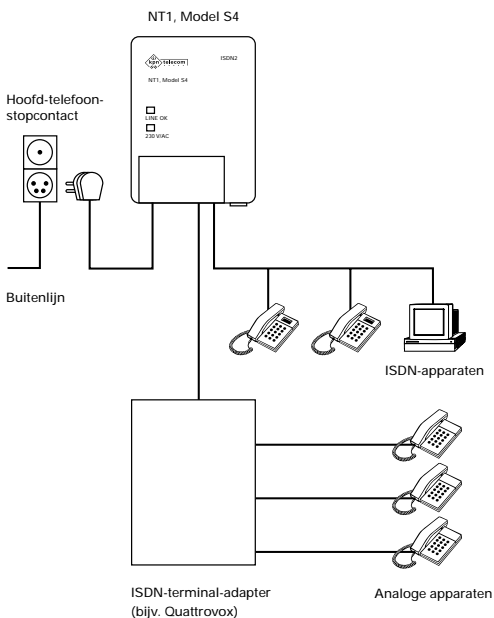 NT1, Model S4
kpn telecom
ISDN2
NT1, Model S4
LINE OK
230 V/AC
Hoofd-telefoon-
stopcontact
Buitenlijn
ISDN-apparaten
ISDN-terminal-adapter
(bijv. Quattrovox)
Analoge apparaten